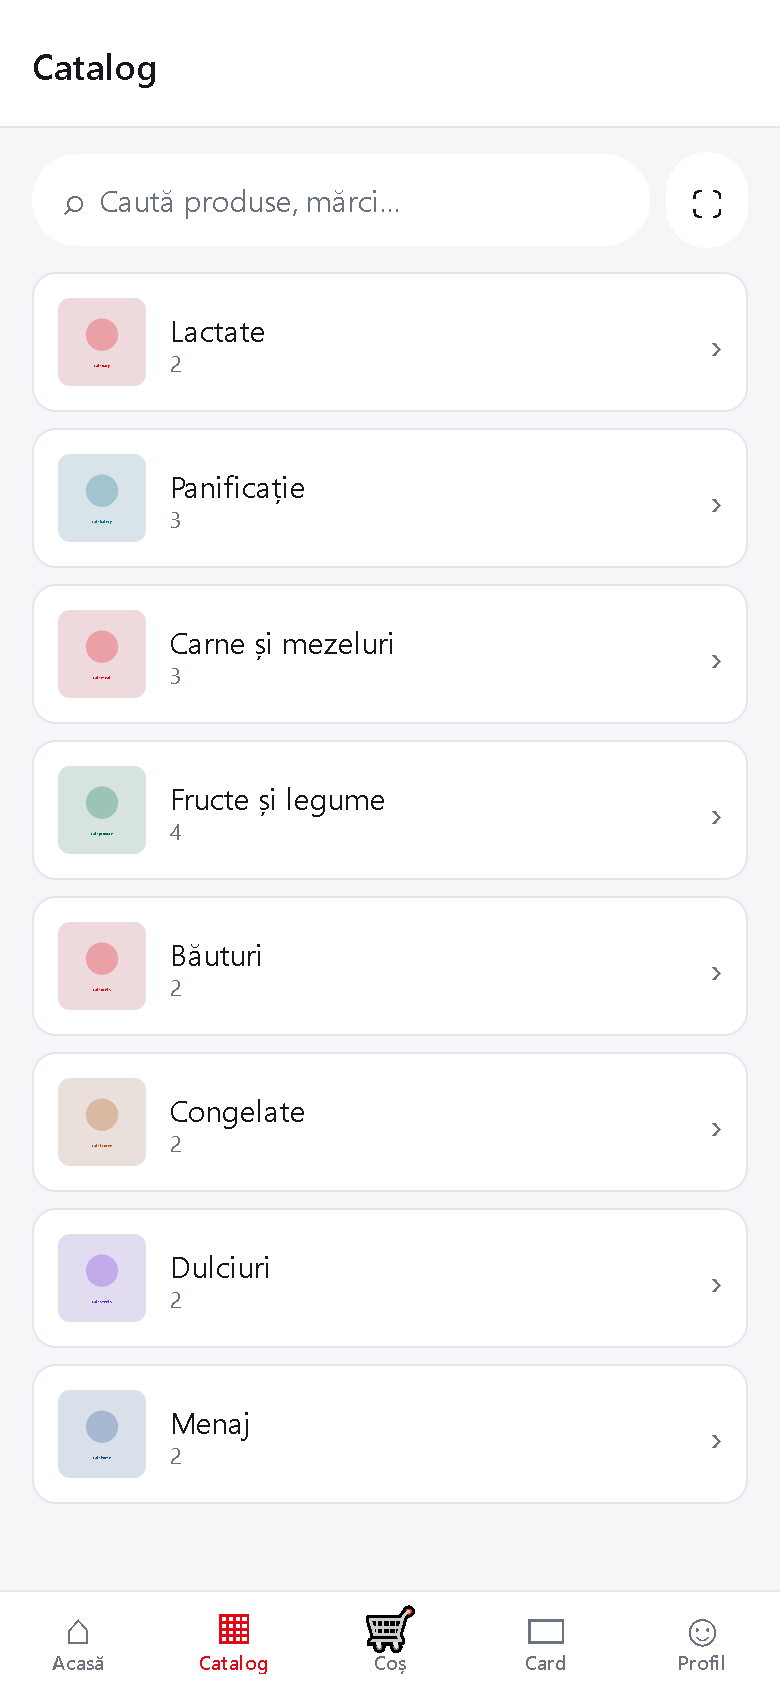 Catalog
Caută produse, mărci...
Lactate
2
Panificație
3
Carne și mezeluri
3
Fructe și legume
4
Băuturi
2
Congelate
2
Dulciuri
2
Menaj
2
Acasă
Catalog
Coș
Card
Profil